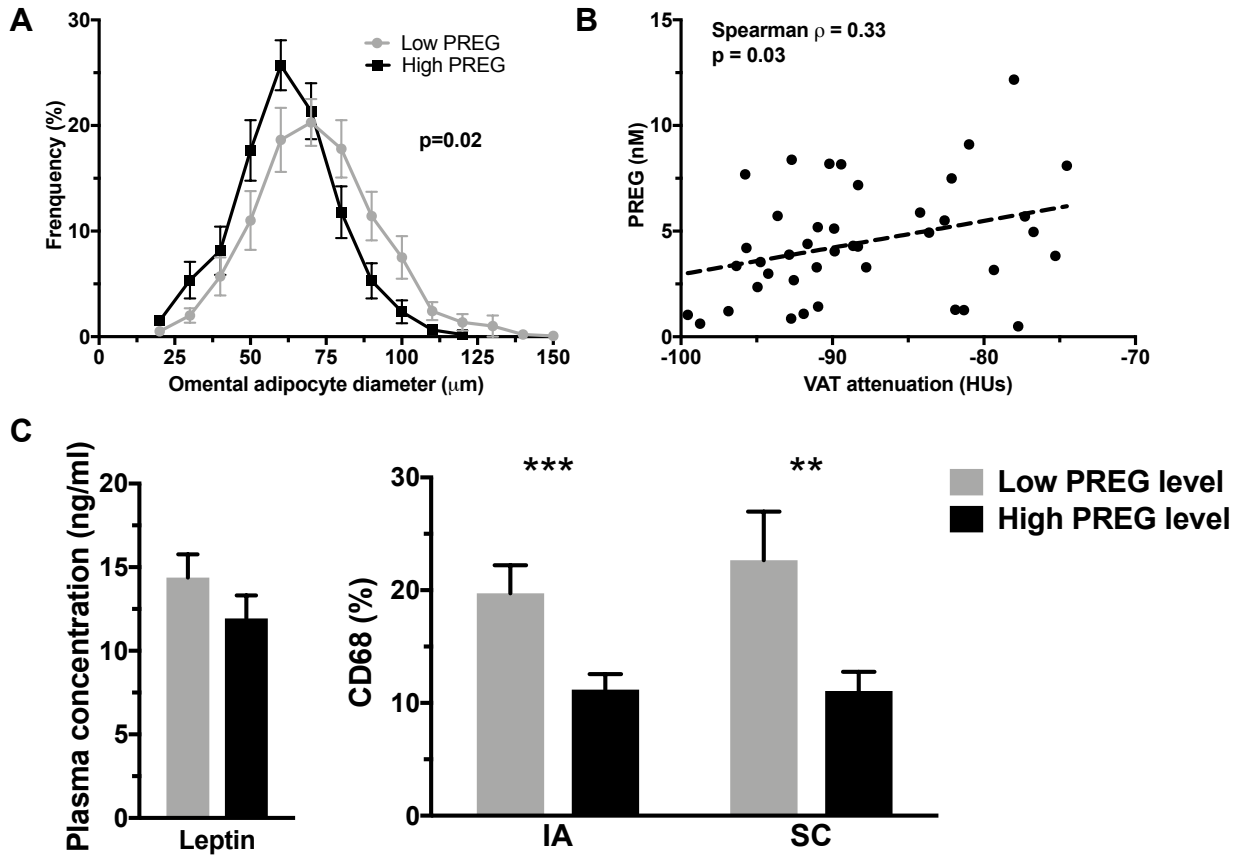 A
30
20
10
0
Frenquency (%)
Low PREG
High PREG
p=0.02
0 25 50 75 100 125 150
Omental adipocyte diameter (μm)
B
15
10
5
0
PREG (nM)
Spearman ρ = 0.33
p = 0.03
-100 -90 -80 -70
VAT attenuation (HUs)
C
Plasma concentration (ng/ml)
20
15
10
5
0
Leptin
CD68 (%)
30
20
10
0
*** **
IA SC
Low PREG level
High PREG level